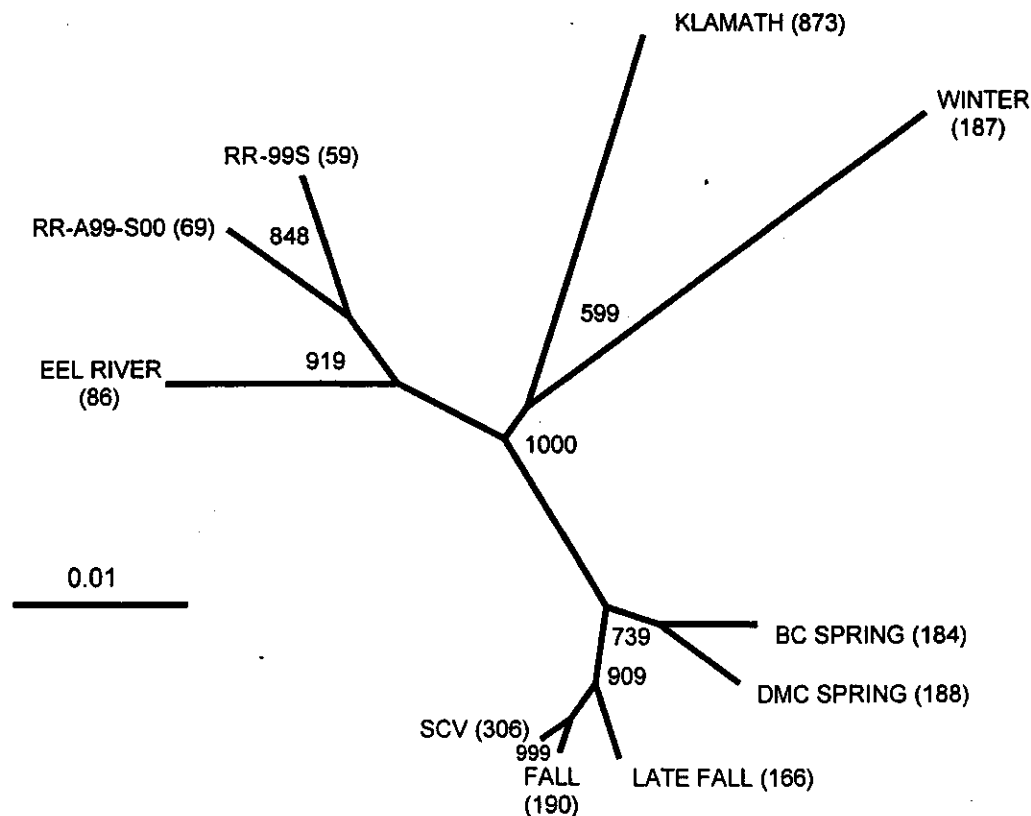 KLAMATH (873)
WINTER
(187)
RR-99S (59)
RR-A99-S00 (69)
848
599
919
EEL RIVER
(86)
1000
0.01
739
BC SPRING (184)
909
DMC SPRING (188)
SCV (306)
999
FALL
(190)
LATE FALL (166)